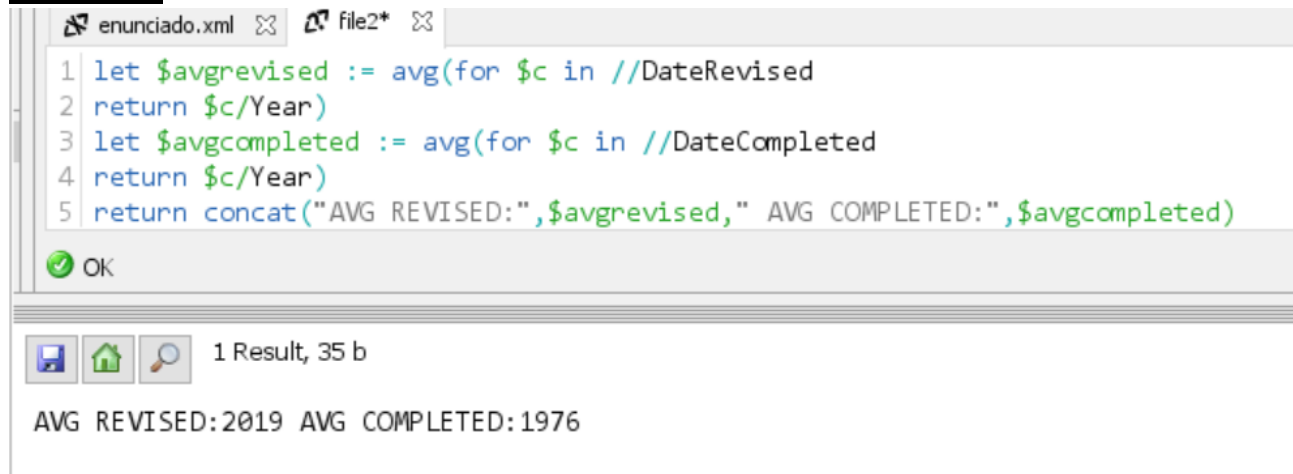 enunciado.xml file2*
1 let $avgrevised := avg(for $c in //DateRevised
2 return $c/Year)
3 let $avgcompleted := avg(for $c in //DateCompleted
4 return $c/Year)
5 return concat("AVG REVISED:",$avgrevised," AVG COMPLETED:",$avgcompleted)
OK
1 Result, 35 b
AVG REVISED:2019 AVG COMPLETED:1976